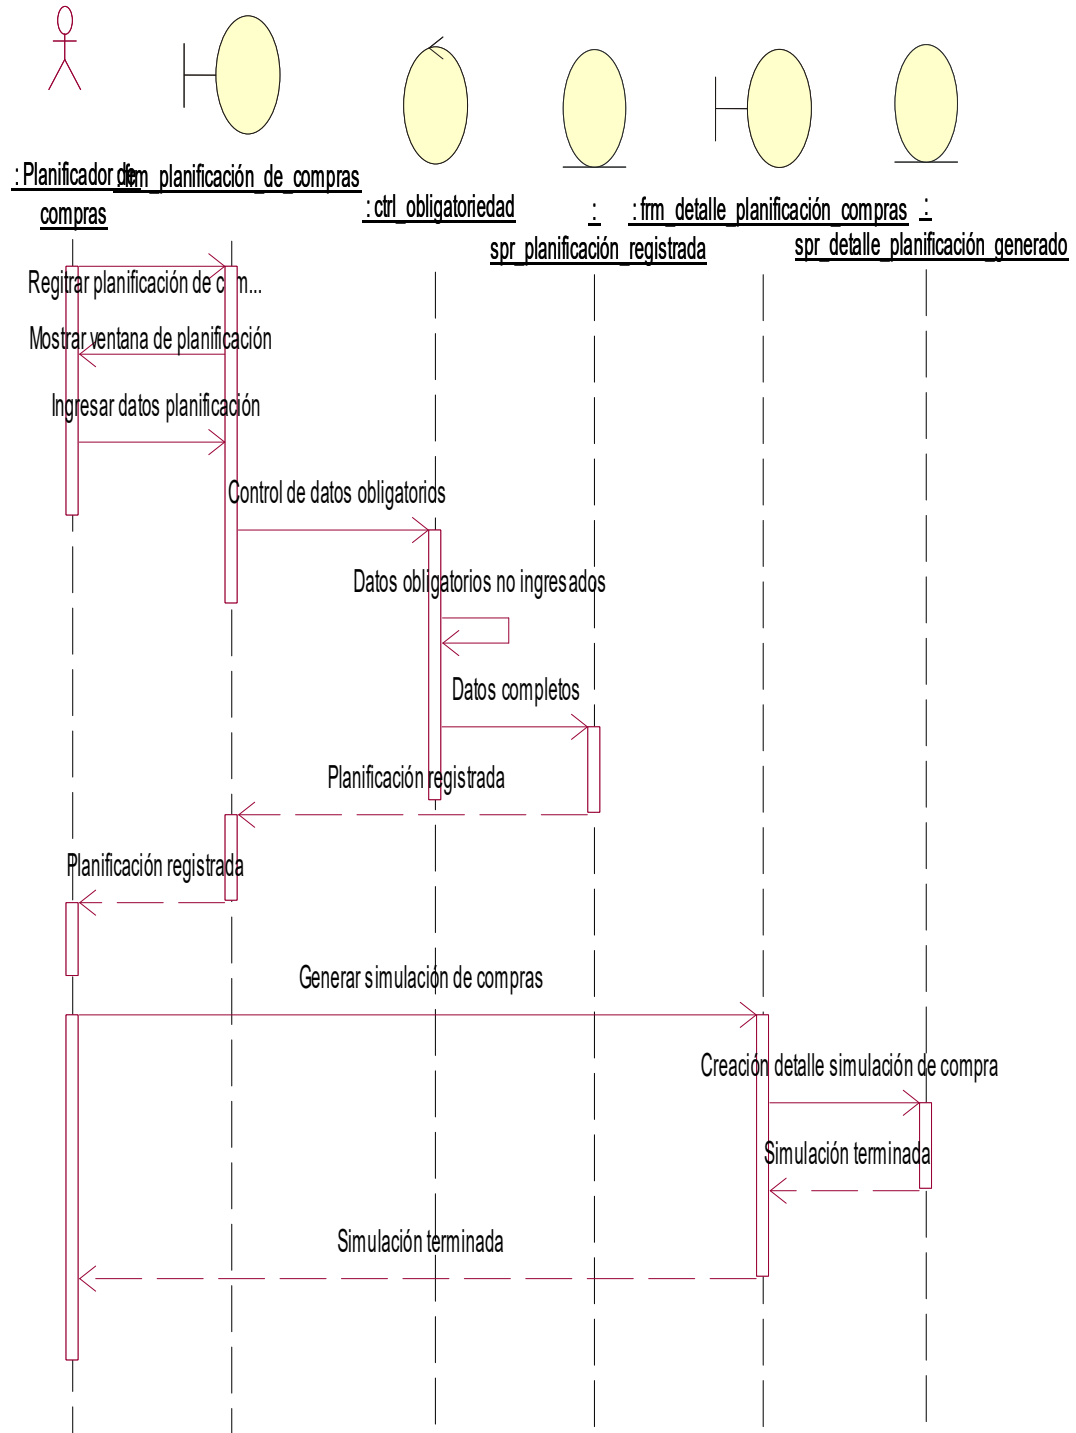 : Planificador de
compras
: frm_planificación_de_compras
: ctrl_obligatoriedad
:
spr_planificación_registrada
: frm_detalle_planificación_compras
:
spr_detalle_planificación_generado
Regitrar planificación de com...
Mostrar ventana de planificación
Ingresar datos planificación
Control de datos obligatorios
Datos obligatorios no ingresados
Datos completos
Planificación registrada
Planificación registrada
Generar simulación de compras
Creación detalle simulación de compra
Simulación terminada
Simulación terminada